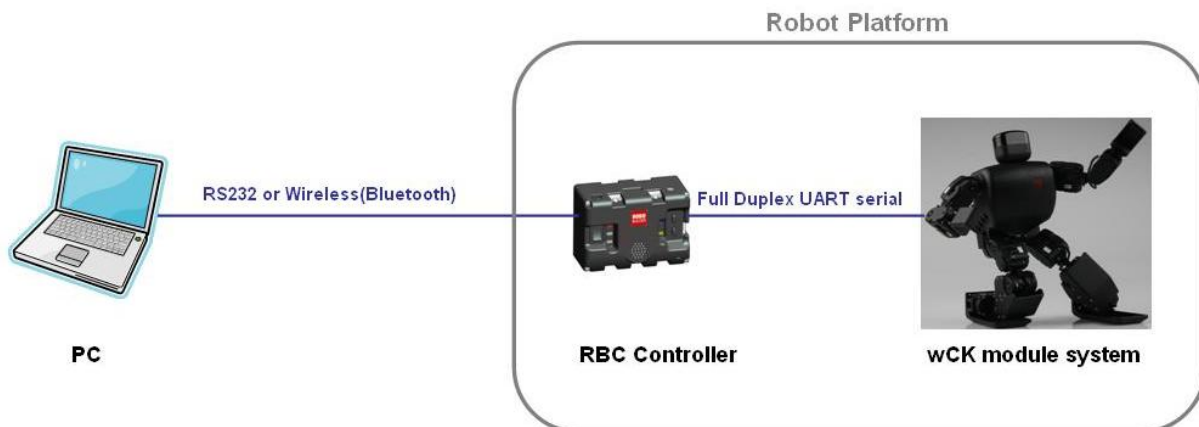 Robot Platform
RS232 or Wireless(Bluetooth)
Full Duplex UART serial
PC
RBC Controller
wCK module system